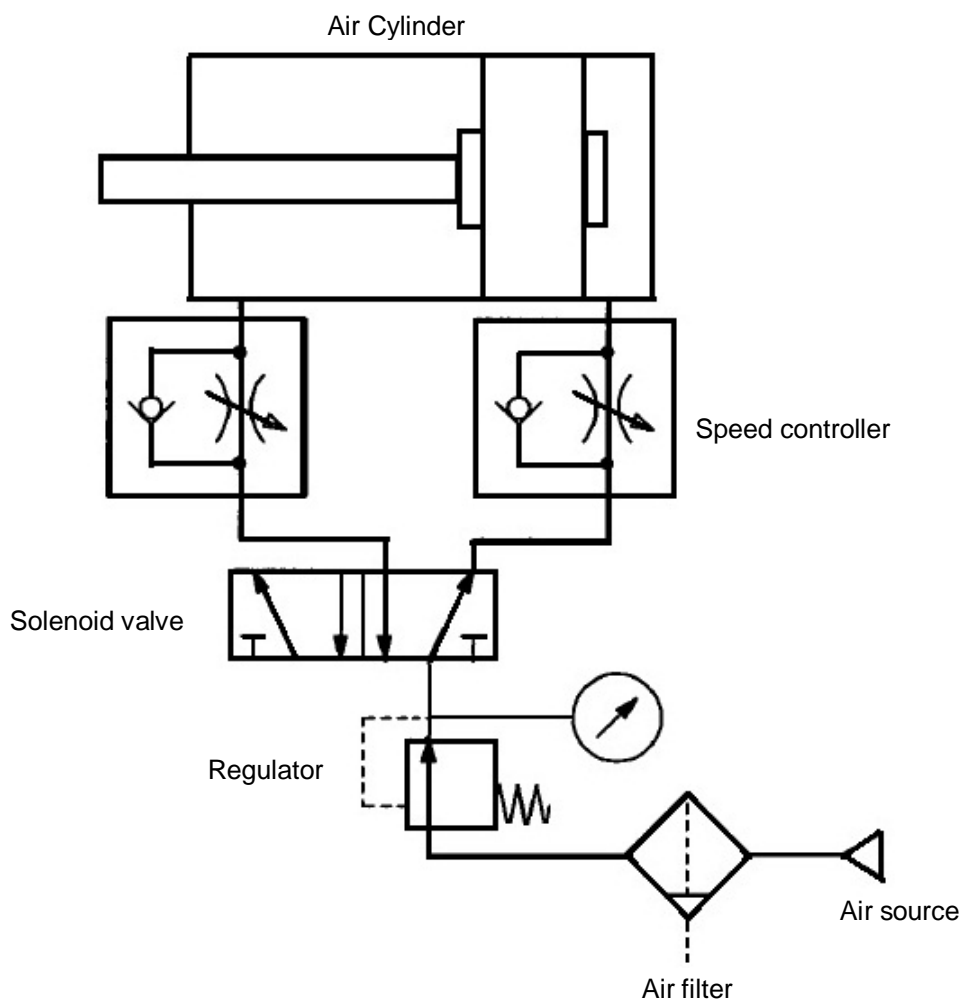 Air Cylinder
Speed controller
Solenoid valve
Regulator
Air source
Air filter